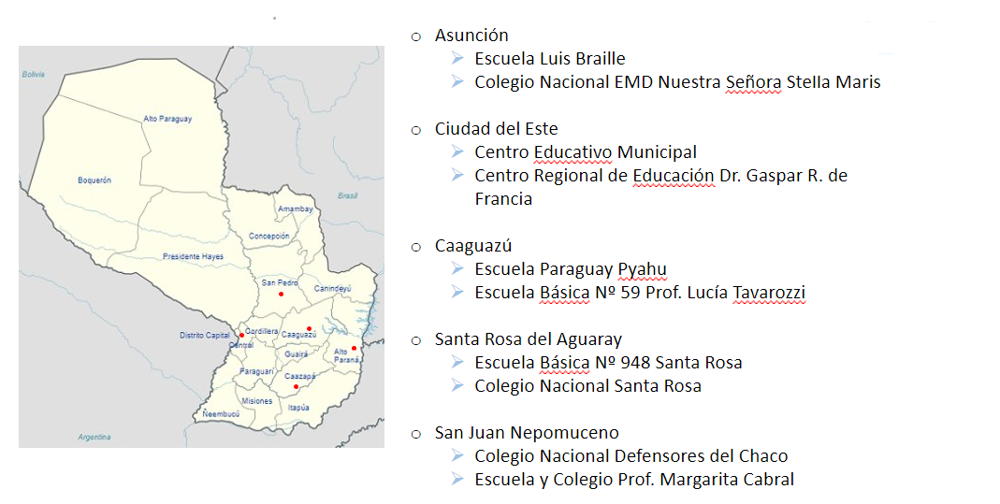 Bolivia
Alto Paraguay
Boquerón
Brasil
Amambay
Concepción
Presidente Hayes
San Pedro
Canindeyú
Distrito Capital
Cordillera
Caaguazú
Central
Guairá
Alto
Paraná
Paraguarí
Caazapá
Misiones
Itapúa
Ñeembucú
Argentina
o Asunción
➢ Escuela Luis Braille
➢ Colegio Nacional EMD Nuestra Señora Stella Maris
o Ciudad del Este
➢ Centro Educativo Municipal
➢ Centro Regional de Educación Dr. Gaspar R. de
Francia
o Caaguazú
➢ Escuela Paraguay Pyahu
➢ Escuela Básica Nº 59 Prof. Lucía Tavarozzi
o Santa Rosa del Aguaray
➢ Escuela Básica Nº 948 Santa Rosa
➢ Colegio Nacional Santa Rosa
o San Juan Nepomuceno
➢ Colegio Nacional Defensores del Chaco
➢ Escuela y Colegio Prof. Margarita Cabral